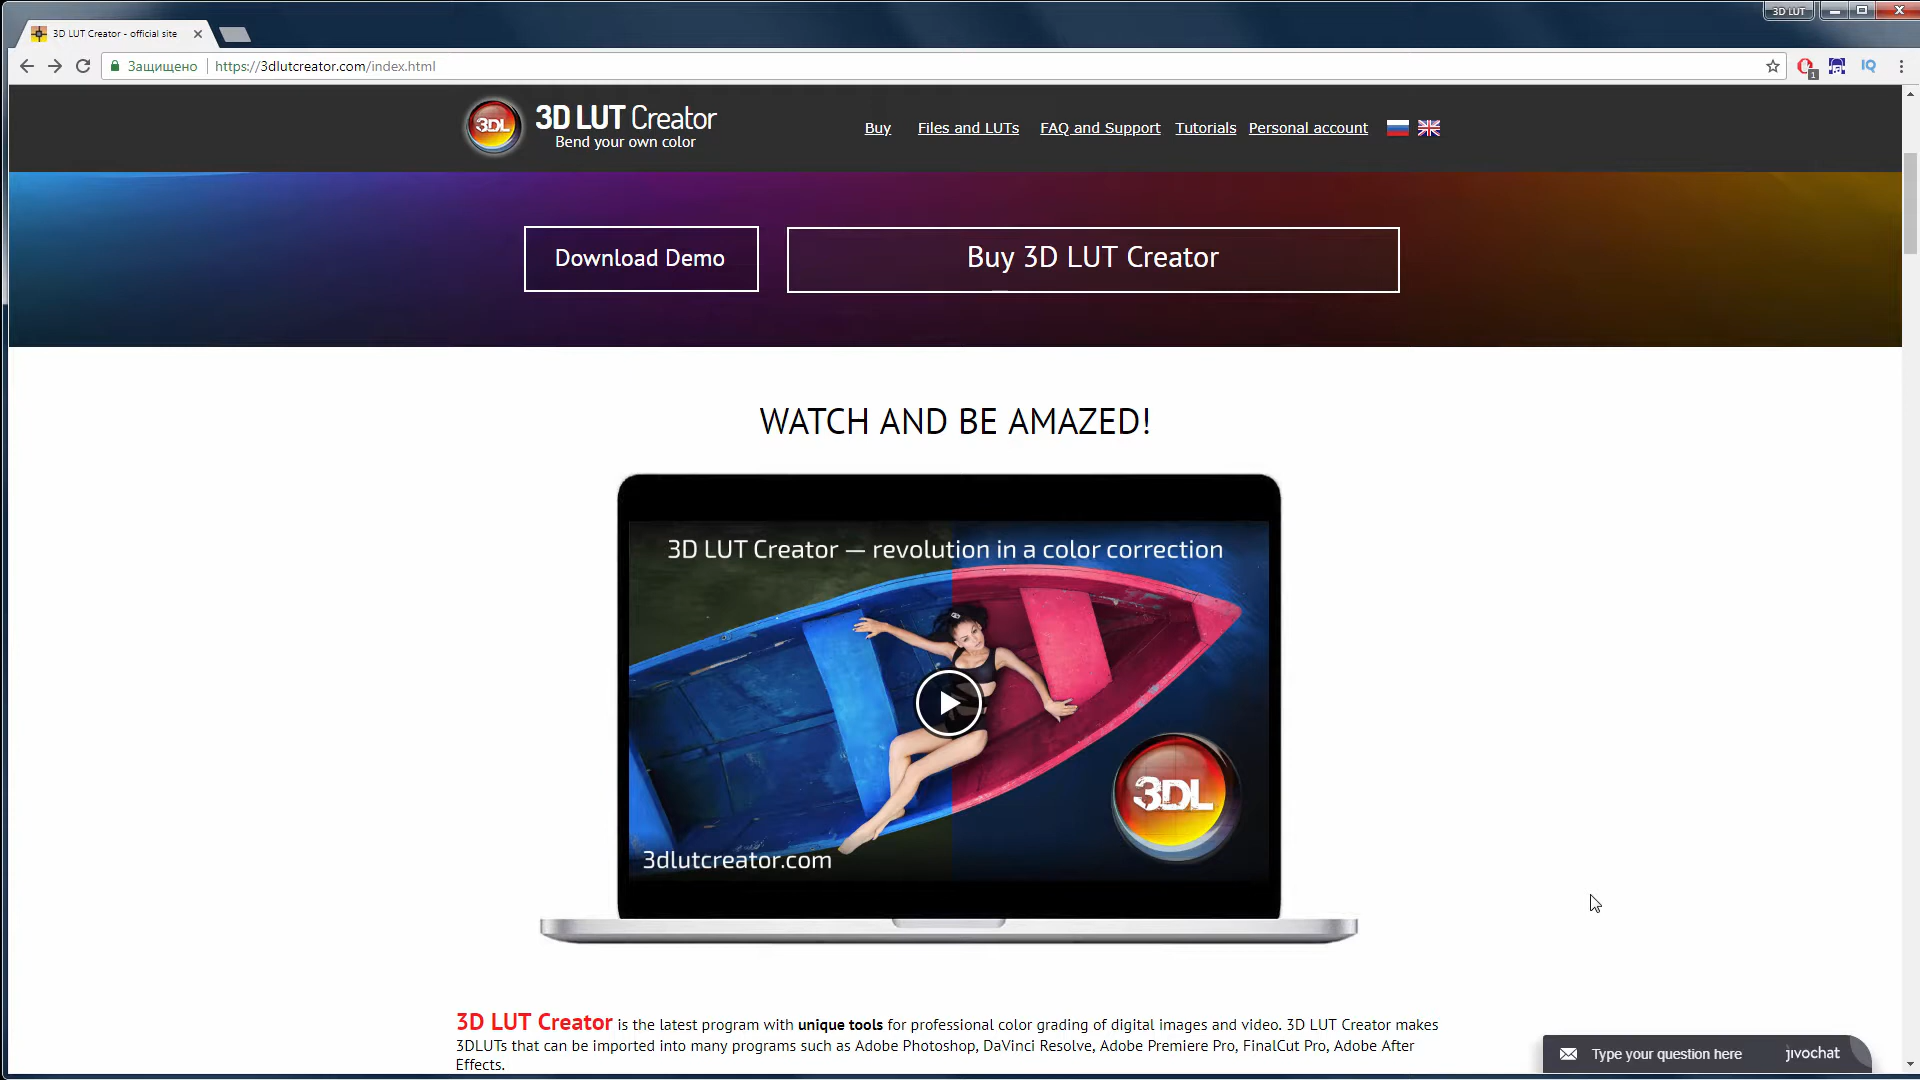 3D LUT
3D LUT Creator - official site
Защищено https://3dlutcreator.com/index.html
1
IQ
3DL
3D LUT Creator
Bend your own color
Buy Files and LUTs FAQ and Support Tutorials Personal account
Download Demo
Buy 3D LUT Creator
WATCH AND BE AMAZED!
3D LUT Creator — revolution in a color correction
3DL
3dlutcreator.com
3D LUT Creator is the latest program with unique tools for professional color grading of digital images and video. 3D LUT Creator makes
3DLUTs that can be imported into many programs such as Adobe Photoshop, DaVinci Resolve, Adobe Premiere Pro, FinalCut Pro, Adobe After
Effects.
Type your question here jivochat